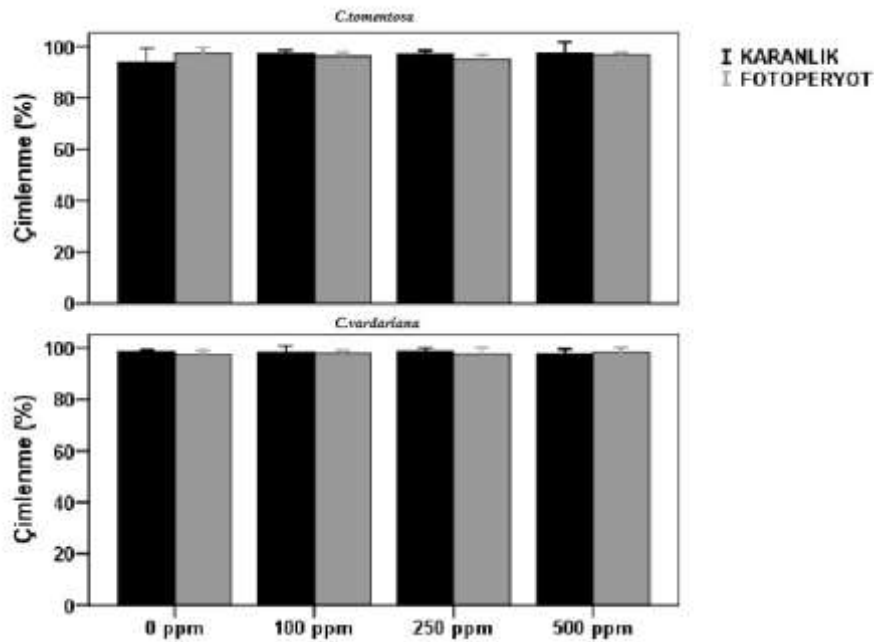 C.tomentosa
100
80
60
40
20
0
Çimlenme (%)
I KARANLIK
I FOTOPERYOT
C.vardariana
100
80
60
40
20
0
Çimlenme (%)
0 ppm 100 ppm 250 ppm 500 ppm